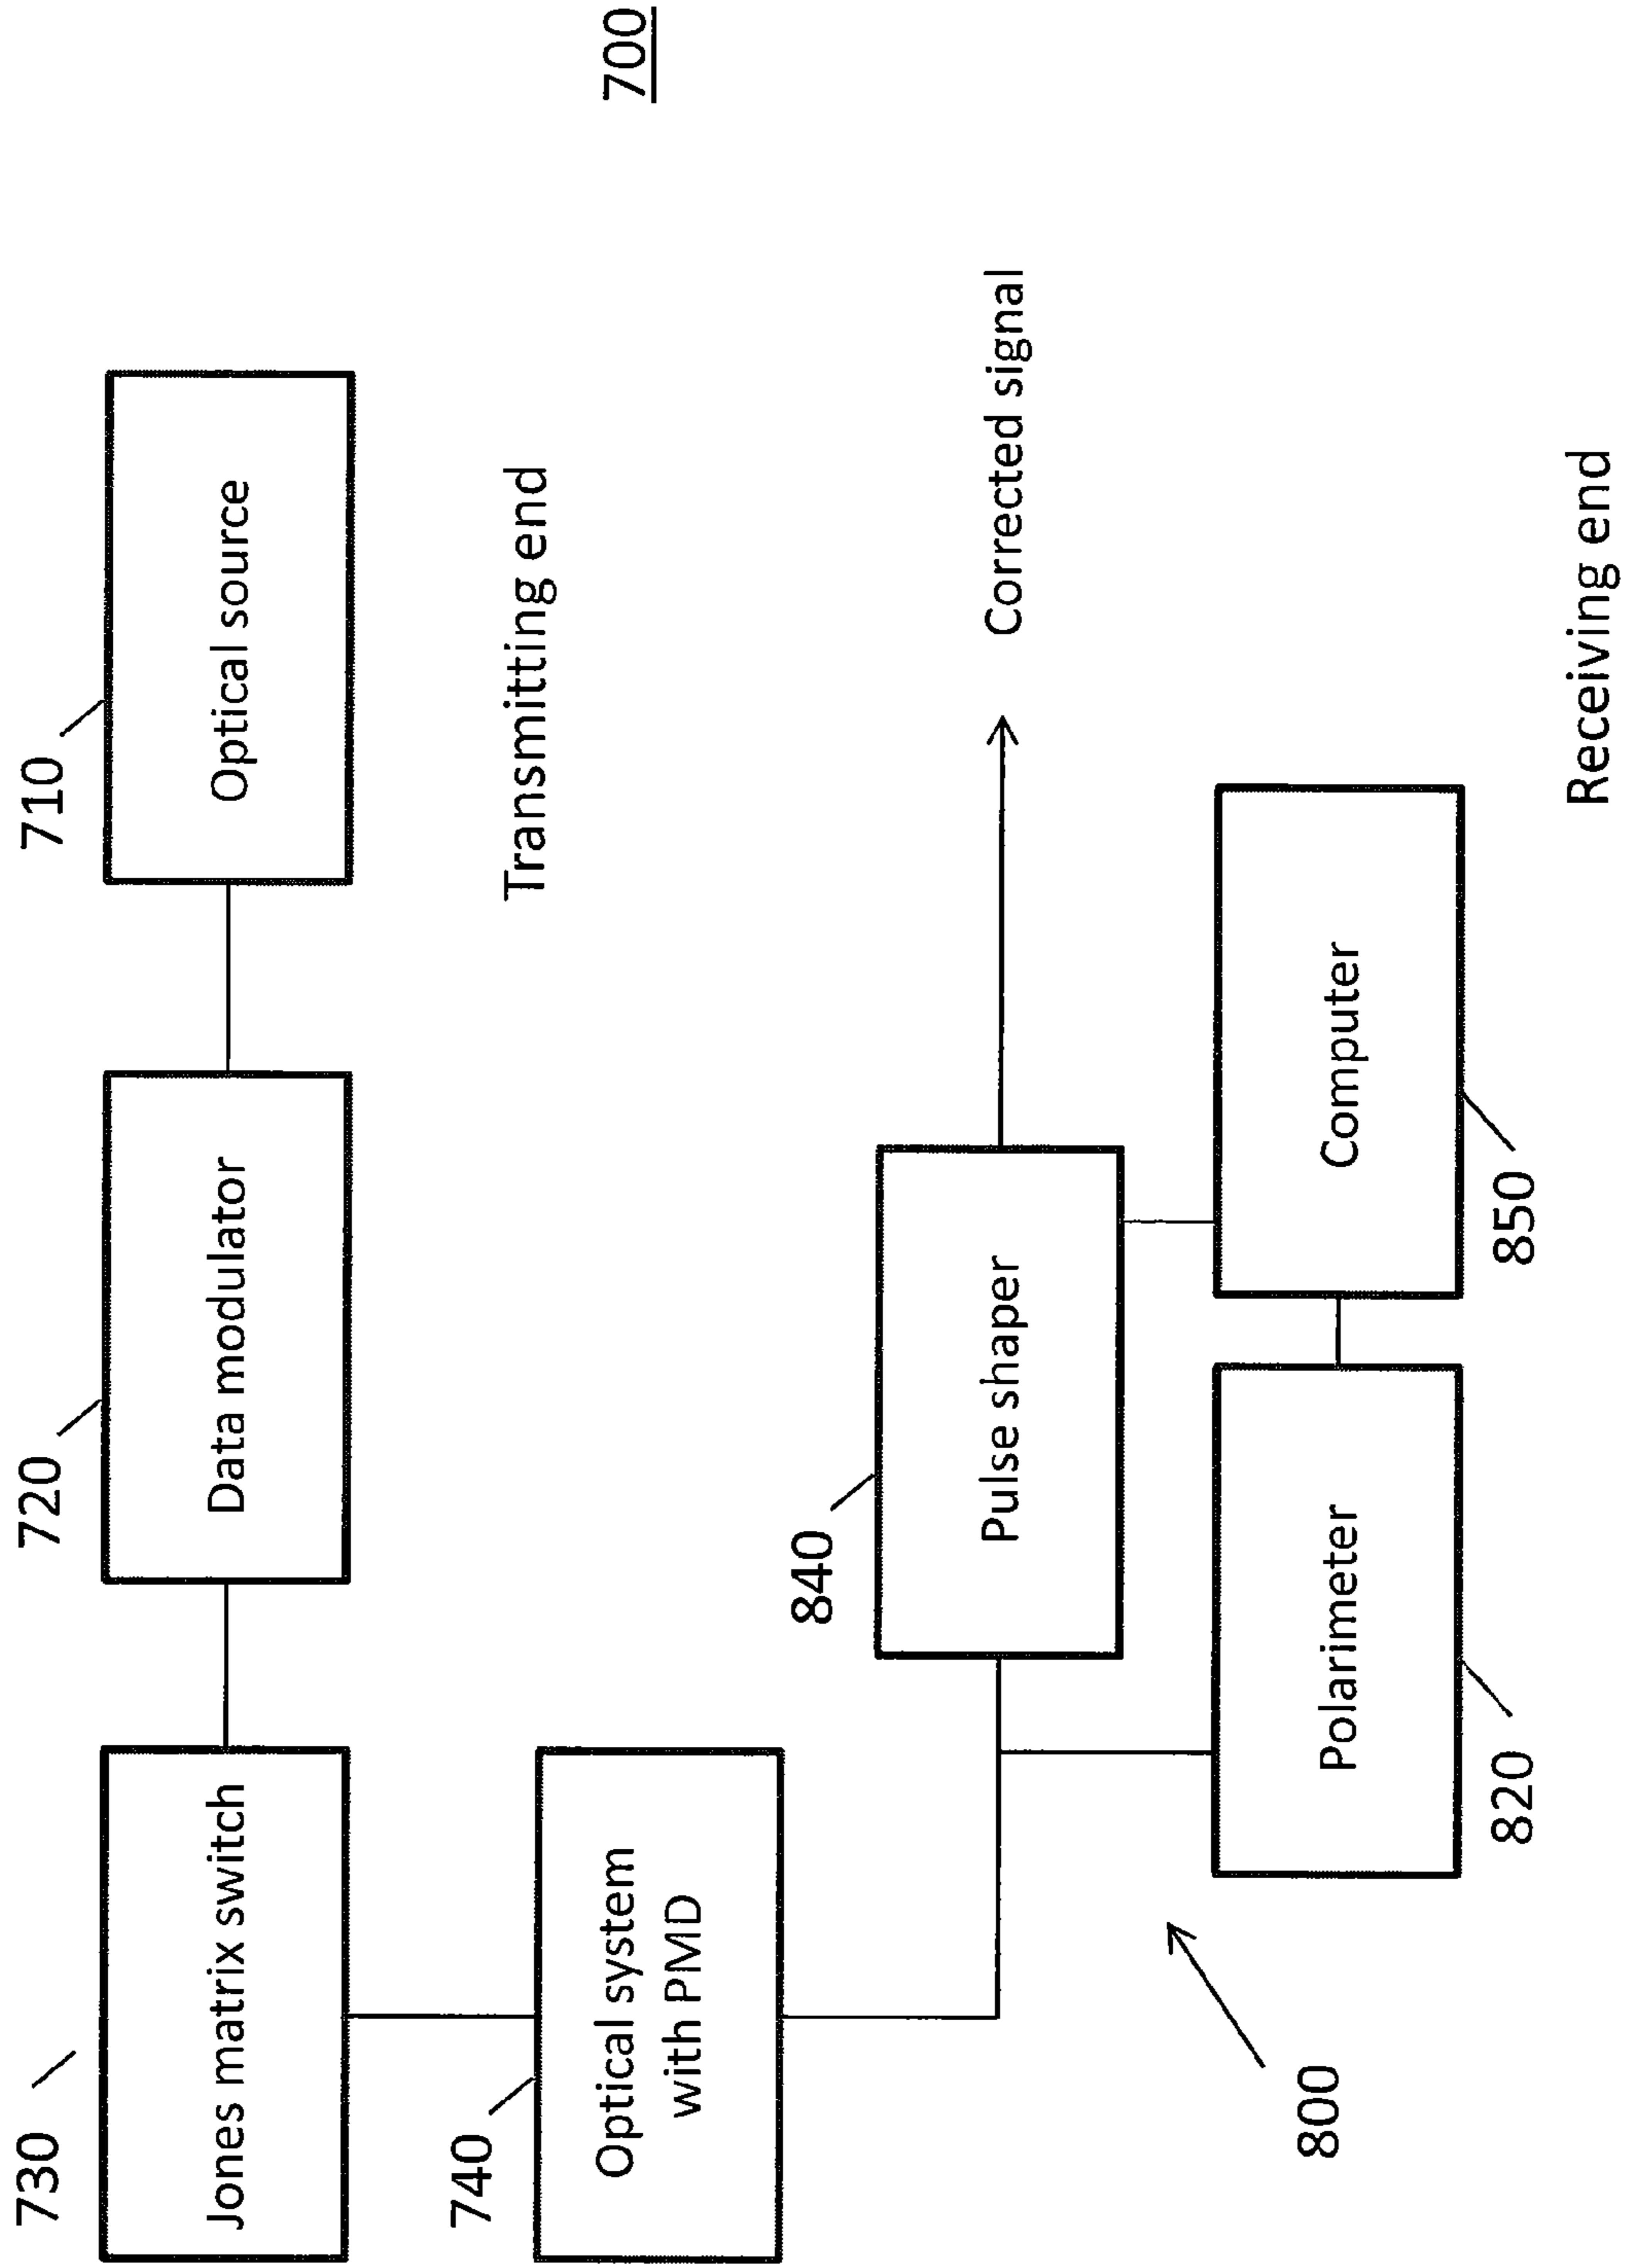 700
710
Optical source
720
Data modulator
730
Jones matrix switch
Transmitting end
740
Optical system
with PMD
840
Pulse shaper
Corrected signal
800
820
Polarimeter
850
Computer
Receiving end